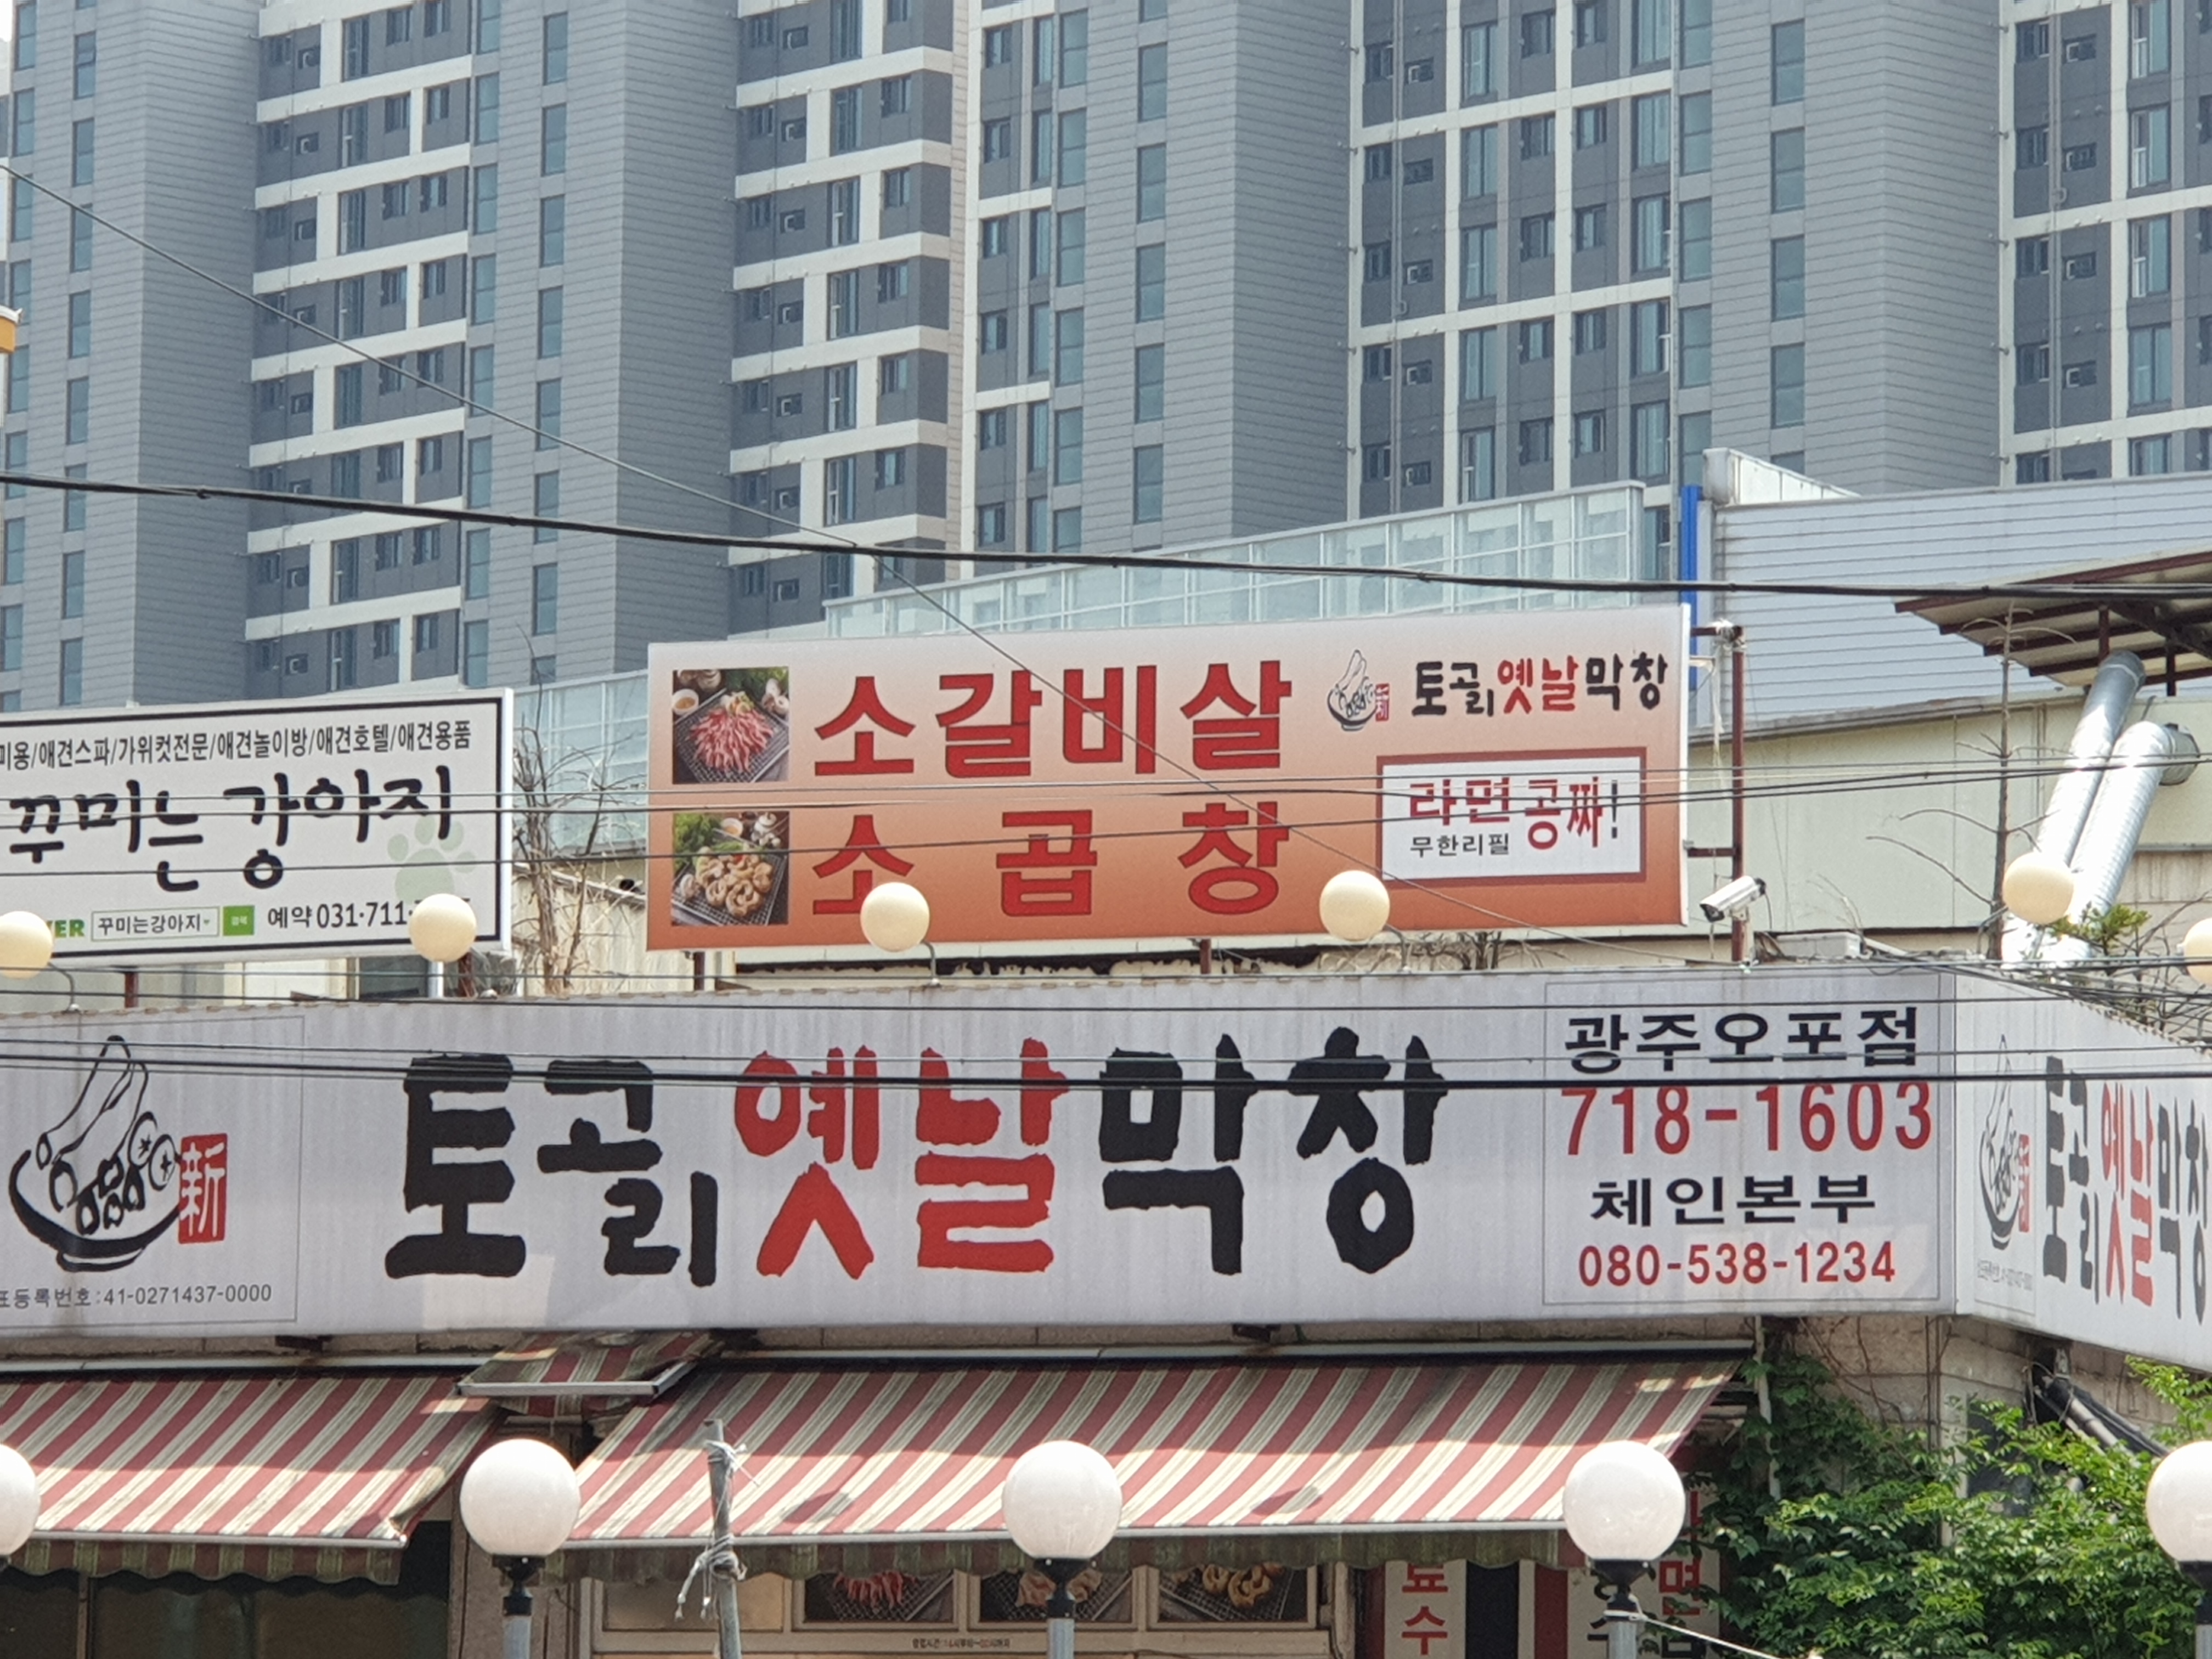 미용/애견스파/가위컷전문/애견놀이방/애견호텔/애견용품
꾸미는 강아지
꾸미는강아지
예약 031·711·
소갈비살
소곱창
新
토골리옛날막창
라면 공짜!
무한리필
新
표등록번호:41-0271437-0000
토골리옛날막창
광주오포점
718-1603
체인본부
080-538-1234
新
토골리옛날막창